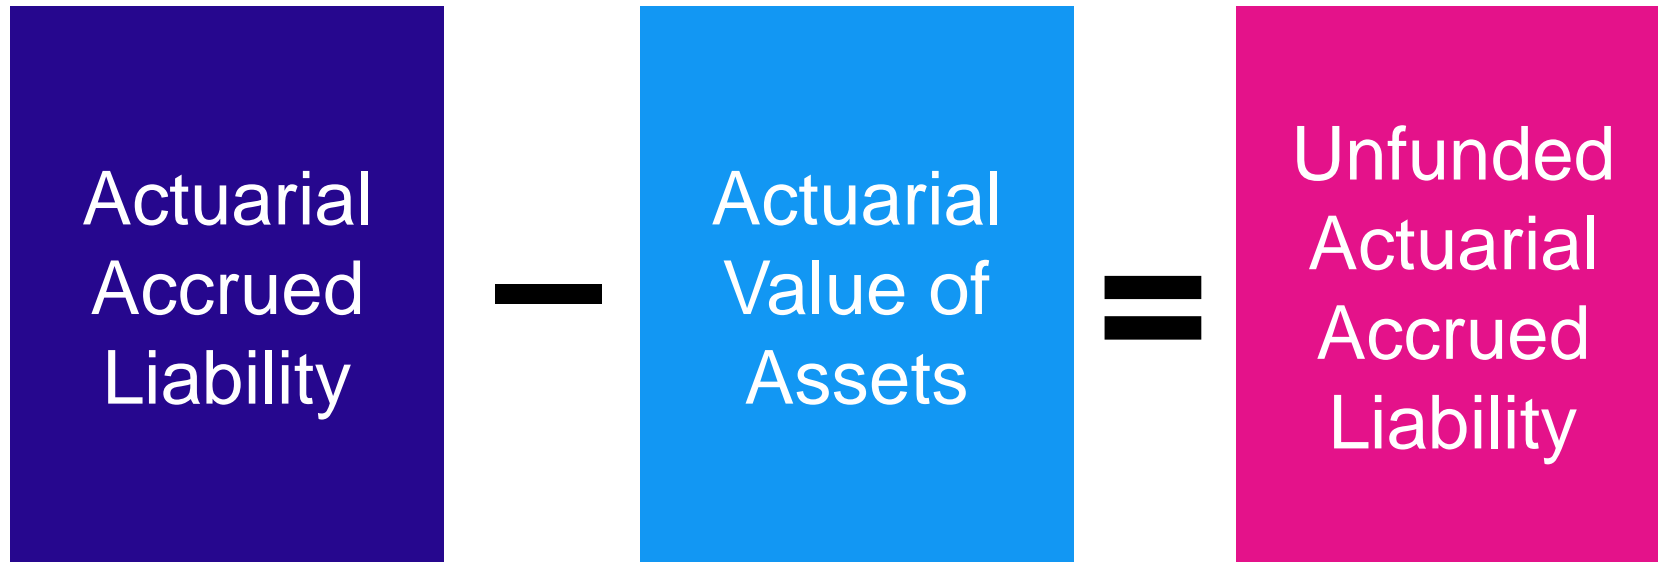 Actuarial
Accrued
Liability
−
Actuarial
Value of
Assets
=
Unfunded
Actuarial
Accrued
Liability